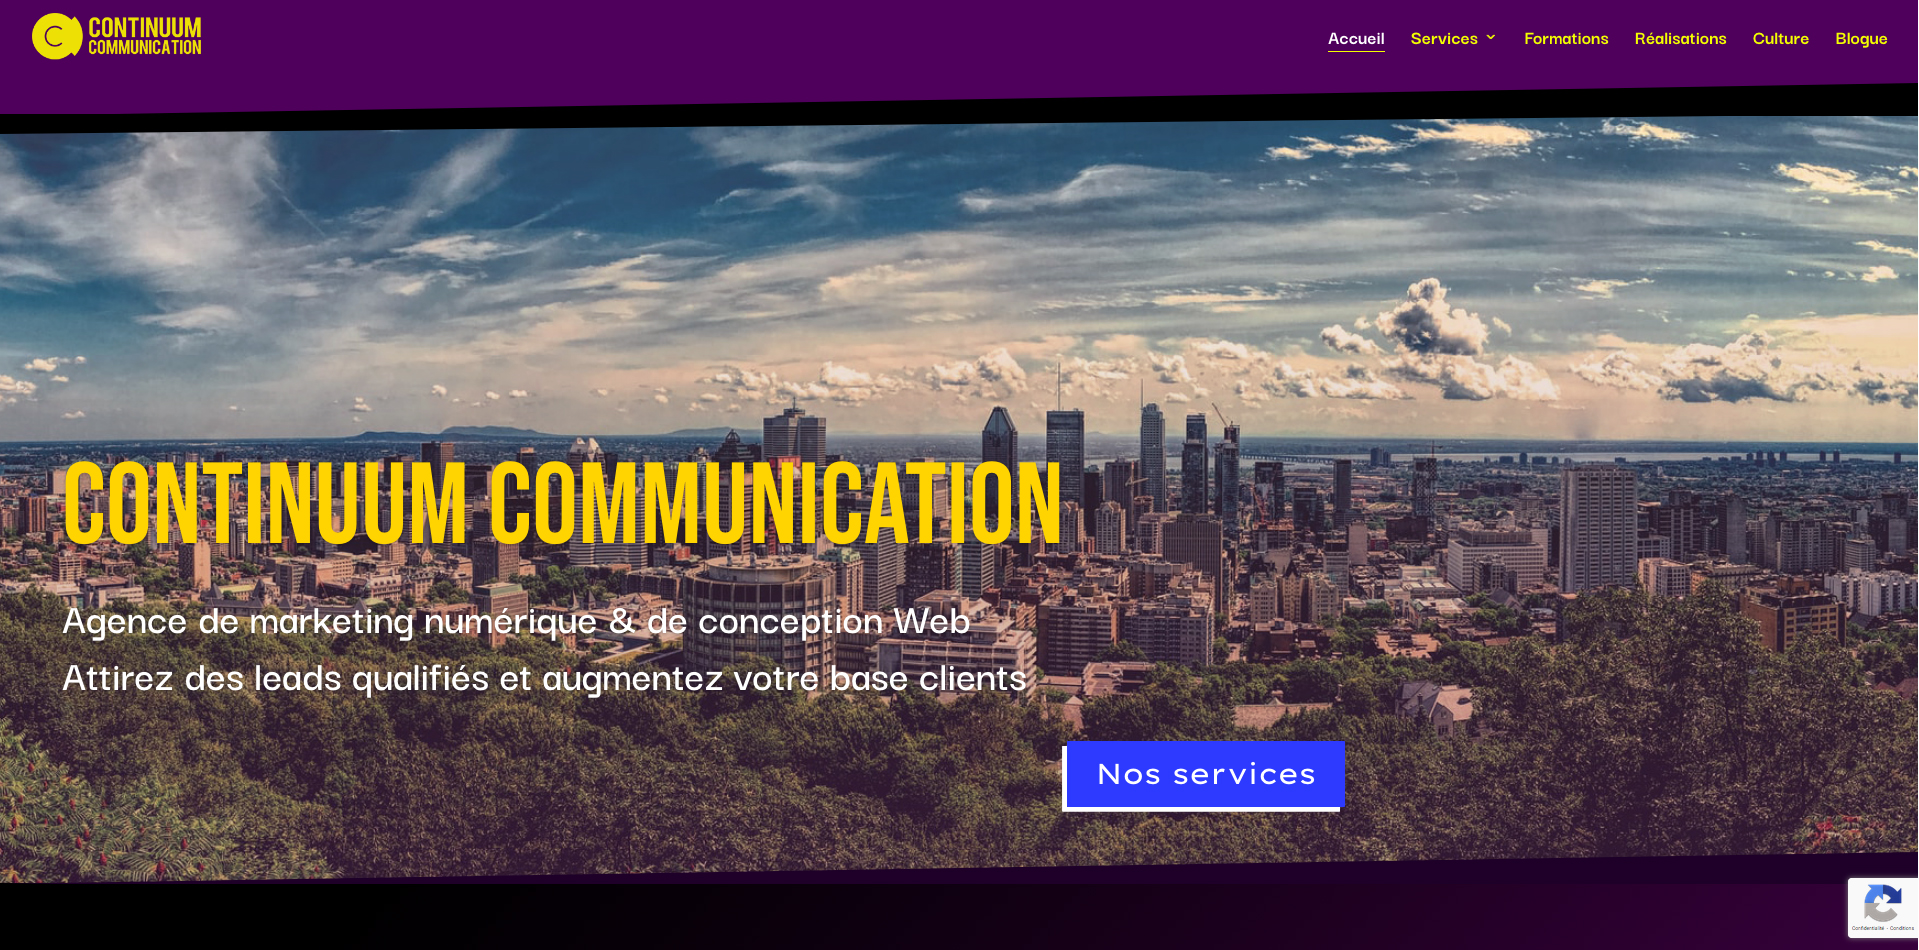 CONTINUUM
COMMUNICATION
Accueil Services Formations Réalisations Culture Blogue
CONTINUUM COMMUNICATION
Agence de marketing numérique & de conception Web
Attirez des leads qualifiés et augmentez votre base clients
Nos services
Confidentialité - Conditions